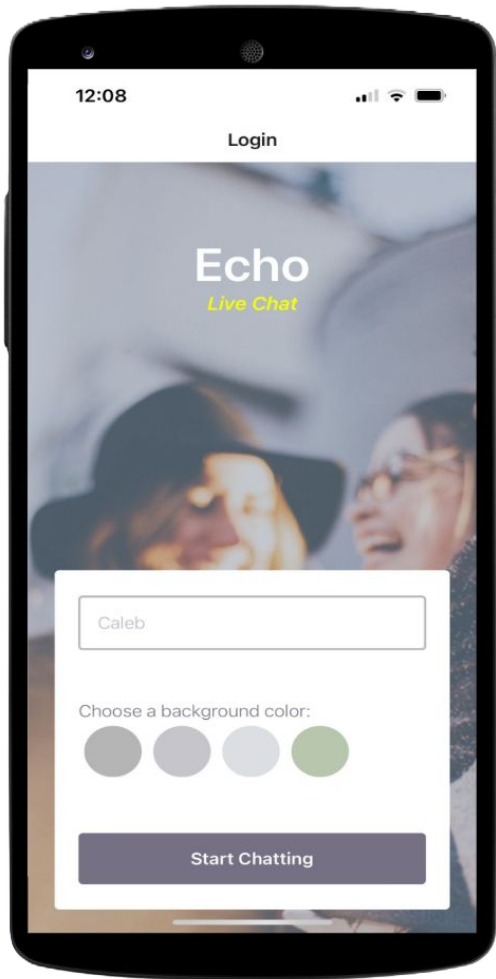 12:08
Login
Echo
Live Chat
Caleb
Choose a background color:
Start Chatting